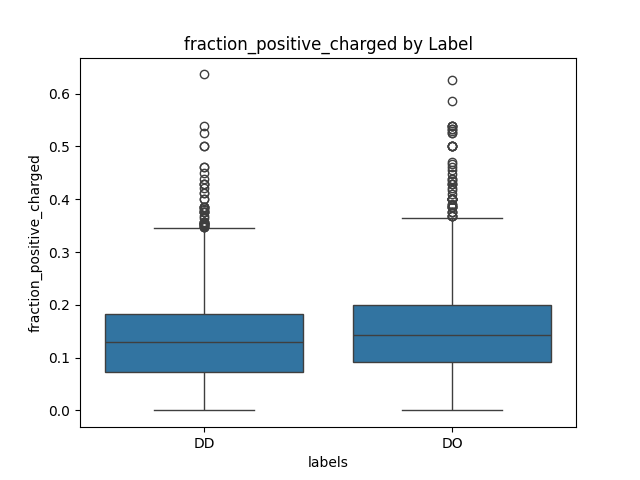 fraction_positive_charged by Label
fraction_positive_charged
0.6
0.5
0.4
0.3
0.2
0.1
0.0
DD DO
labels